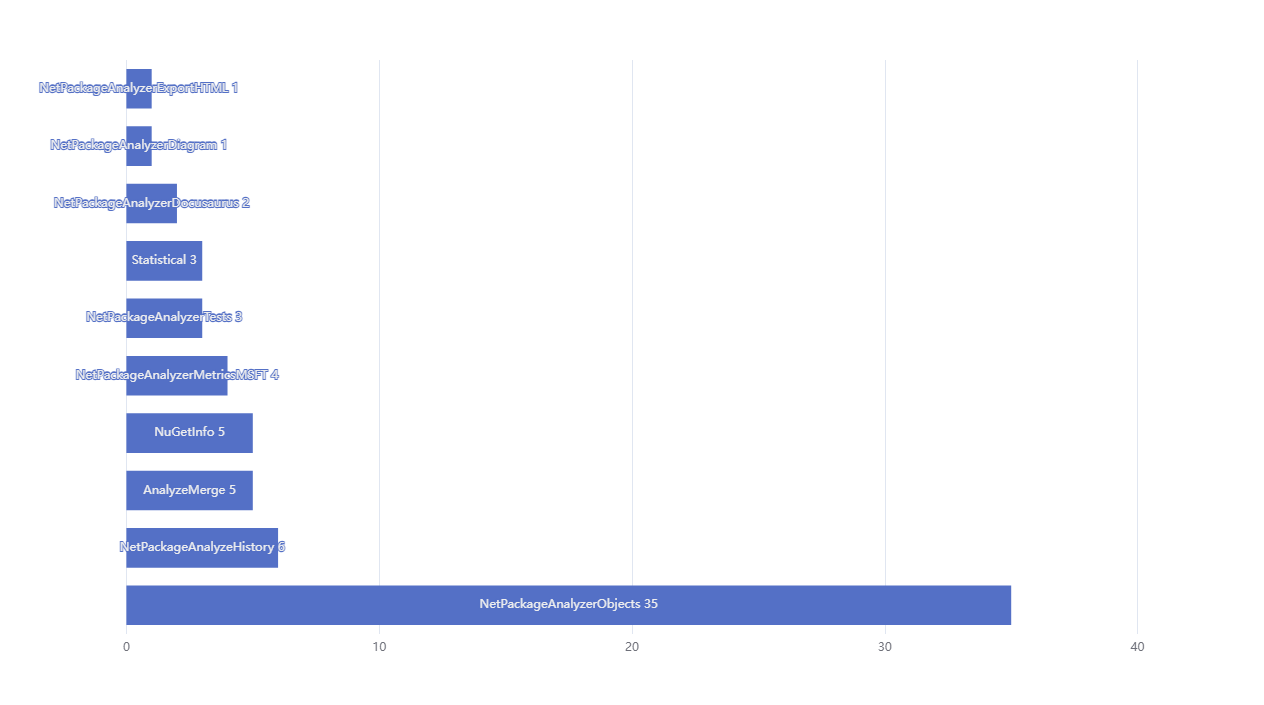 NetPackageAnalyzerExportHTML 1
NetPackageAnalyzerDiagram 1
NetPackageAnalyzerDocusaurus 2
Statistical 3
NetPackageAnalyzerTests 3
NetPackageAnalyzerMetricsMSFT 4
NuGetInfo 5
AnalyzeMerge 5
NetPackageAnalyzeHistory 6
NetPackageAnalyzerObjects 35
0 10 20 30 40